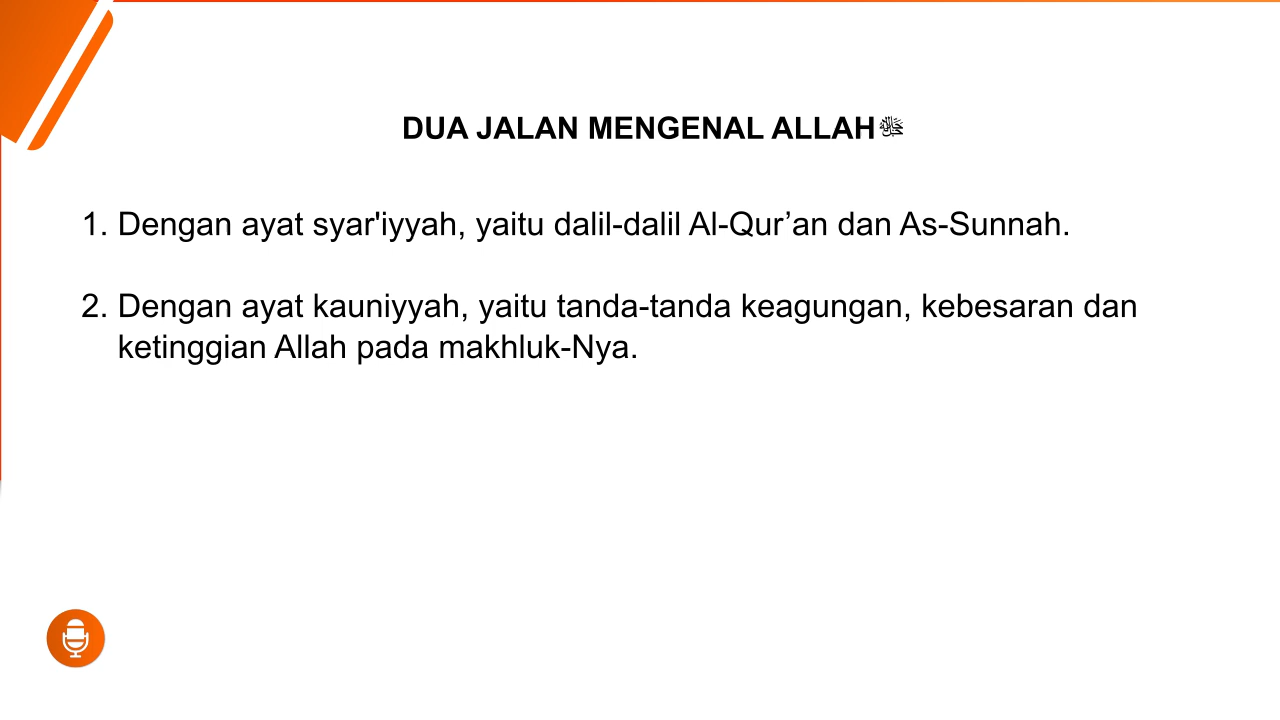 DUA JALAN MENGENAL ALLAH ﷻ
1. Dengan ayat syar'iyyah, yaitu dalil-dalil Al-Qur’an dan As-Sunnah.
2. Dengan ayat kauniyyah, yaitu tanda-tanda keagungan, kebesaran dan
ketinggian Allah pada makhluk-Nya.